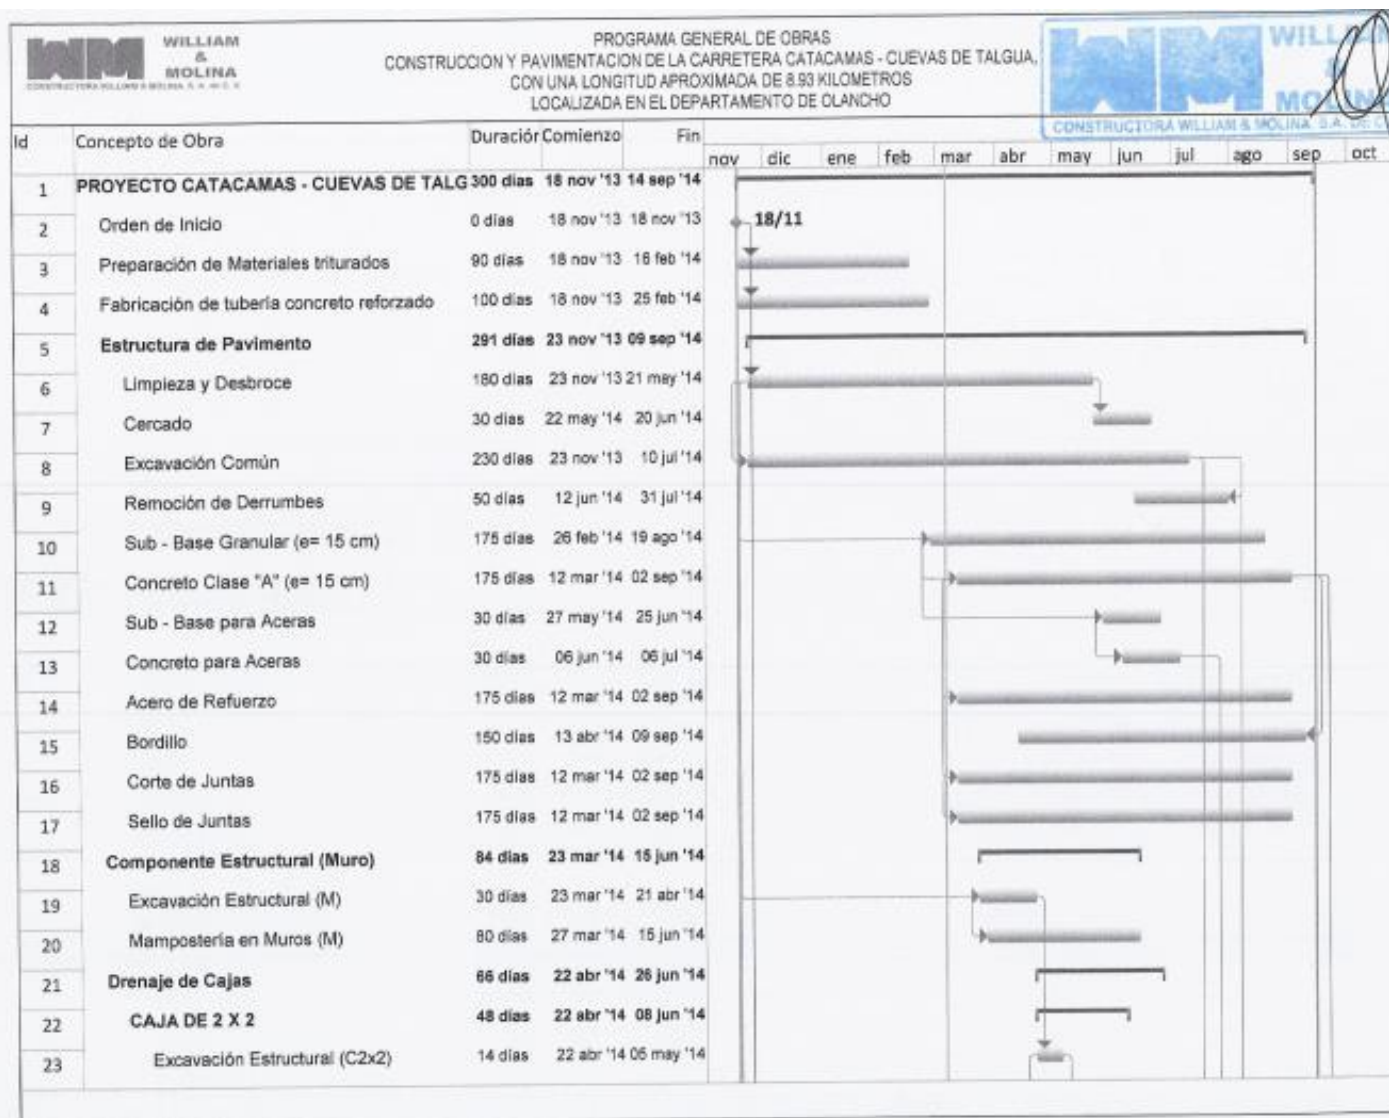 WILLIAM
&
MOLINA
CONSTRUCTORA WILLIAM & MOLINA S. A. de C. V.
PROGRAMA GENERAL DE OBRAS
CONSTRUCCION Y PAVIMENTACION DE LA CARRETERA CATACAMAS - CUEVAS DE TALGUA,
CON UNA LONGITUD APROXIMADA DE 8.93 KILOMETROS
LOCALIZADA EN EL DEPARTAMENTO DE OLANCHO
CONSTRUCTORA WILLIAM & MOLINA S.A. DE C
Id Concepto de Obra Duración Comienzo Fin
nov dic ene feb mar abr may jun jul ago sep oct
1 PROYECTO CATACAMAS - CUEVAS DE TALG 300 días 18 nov '13 14 sep '14
2 Orden de Inicio 0 días 18 nov '13 18 nov '13 18/11
3 Preparación de Materiales triturados 90 días 18 nov '13 16 feb '14
4 Fabricación de tubería concreto reforzado 100 días 18 nov '13 25 feb '14
5 Estructura de Pavimento 291 días 23 nov '13 09 sep '14
6 Limpieza y Desbroce 180 días 23 nov '13 21 may '14
7 Cercado 30 días 22 may '14 20 jun '14
8 Excavación Común 230 días 23 nov '13 10 jul '14
9 Remoción de Derrumbes 50 días 12 jun '14 31 jul '14
10 Sub - Base Granular (e= 15 cm) 175 días 26 feb '14 19 ago '14
11 Concreto Clase "A" (e= 15 cm) 175 días 12 mar '14 02 sep '14
12 Sub - Base para Aceras 30 días 27 may '14 25 jun '14
13 Concreto para Aceras 30 días 06 jun '14 06 jul '14
14 Acero de Refuerzo 175 días 12 mar '14 02 sep '14
15 Bordillo 150 días 13 abr '14 09 sep '14
16 Corte de Juntas 175 días 12 mar '14 02 sep '14
17 Sello de Juntas 175 días 12 mar '14 02 sep '14
18 Componente Estructural (Muro) 84 días 23 mar '14 15 jun '14
19 Excavación Estructural (M) 30 días 23 mar '14 21 abr '14
20 Mampostería en Muros (M) 80 días 27 mar '14 15 jun '14
21 Drenaje de Cajas 66 días 22 abr '14 26 jun '14
22 CAJA DE 2 X 2 48 días 22 abr '14 08 jun '14
23 Excavación Estructural (C2x2) 14 días 22 abr '14 05 may '14